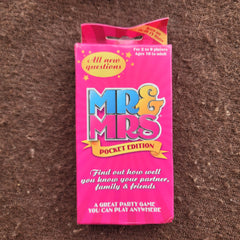 All new
questions
For 2 to 8 players
Ages 16 to adult
MR&
MRS
POCKET EDITION
Find out how well
you know your partner,
family & friends
A GREAT PARTY GAME
YOU CAN PLAY ANYWHERE